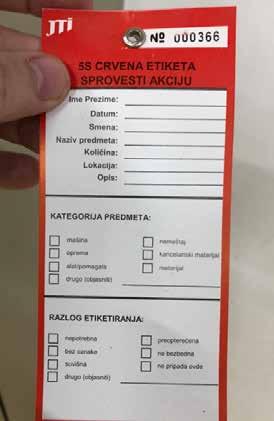 JTi
№ 000366
5S CRVENA ETIKETA
SPROVESTI AKCIJU
Ime Prezime:
Datum:
Smena:
Naziv predmeta:
Količina:
Lokacija:
Opis:
KATEGORIJA PREDMETA:
mašina nameštaj
oprema kancelarski materijal
alat/pomagala materijal
drugo (objasniti)
RAZLOG ETIKETIRANJA:
nepotrebna preopterećena
bez oznake ne bezbedna
suvišna ne pripada ovde
drugo (objasniti)